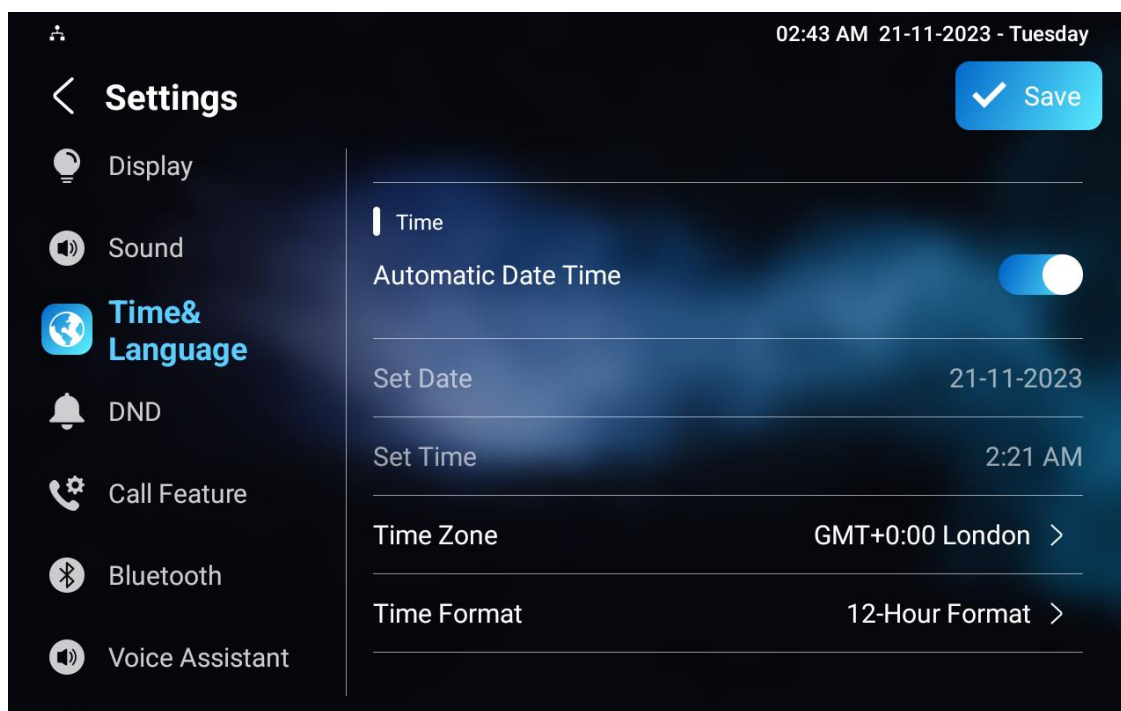 02:43 AM 21-11-2023 - Tuesday
Settings
Save
Display
Sound
Time&
Language
DND
Call Feature
Bluetooth
Voice Assistant
Time
Automatic Date Time
Set Date 21-11-2023
Set Time 2:21 AM
Time Zone GMT+0:00 London
Time Format 12-Hour Format